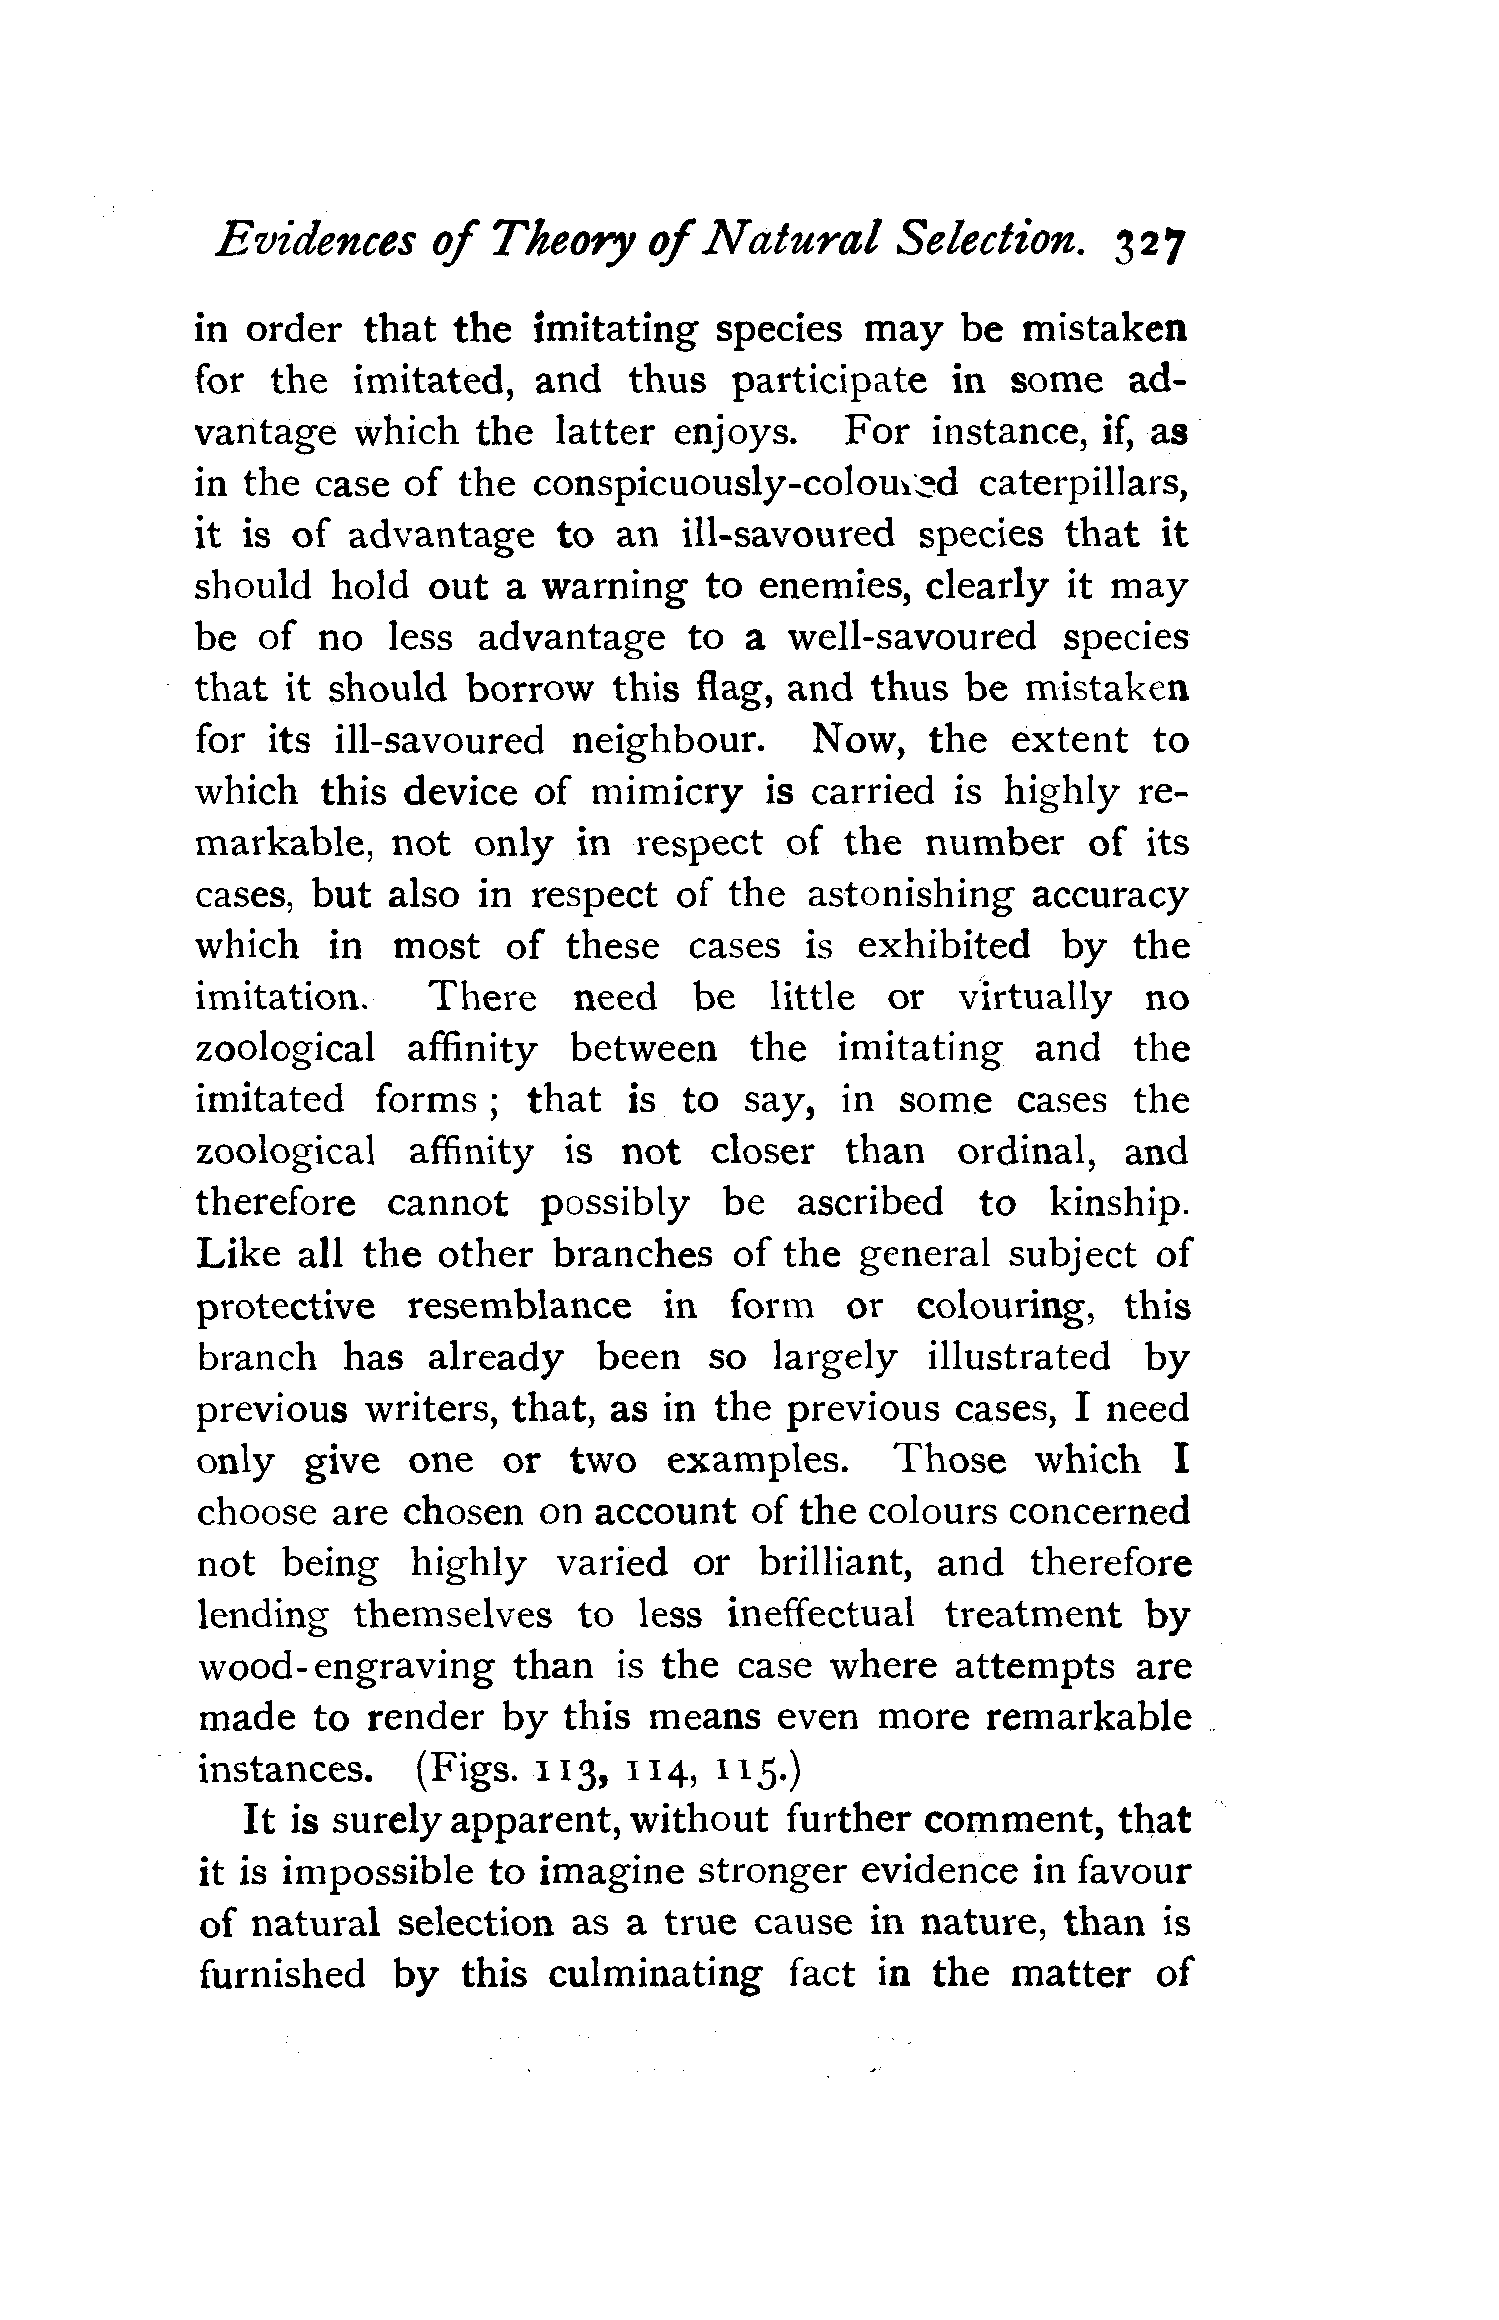 Evidences of Theory of Natural Selection. 327
in order that the imitating species may be mistaken
for the imitated, and thus participate in some ad-
vantage which the latter enjoys. For instance, if, as
in the case of the conspicuously-coloured caterpillars,
it is of advantage to an ill-savoured species that it
should hold out a warning to enemies, clearly it may
be of no less advantage to a well-savoured species
that it should borrow this flag, and thus be mistaken
for its ill-savoured neighbour. Now, the extent to
which this device of mimicry is carried is highly re-
markable, not only in respect of the number of its
cases, but also in respect of the astonishing accuracy
which in most of these cases is exhibited by the
imitation. There need be little or virtually no
zoological affinity between the imitating and the
imitated forms ; that is to say, in some cases the
zoological affinity is not closer than ordinal, and
therefore cannot possibly be ascribed to kinship.
Like all the other branches of the general subject of
protective resemblance in form or colouring, this
branch has already been so largely illustrated by
previous writers, that, as in the previous cases, I need
only give one or two examples. Those which I
choose are chosen on account of the colours concerned
not being highly varied or brilliant, and therefore
lending themselves to less ineffectual treatment by
wood-engraving than is the case where attempts are
made to render by this means even more remarkable
instances. (Figs. 113, 114, 115.)
It is surely apparent, without further comment, that
it is impossible to imagine stronger evidence in favour
of natural selection as a true cause in nature, than is
furnished by this culminating fact in the matter of